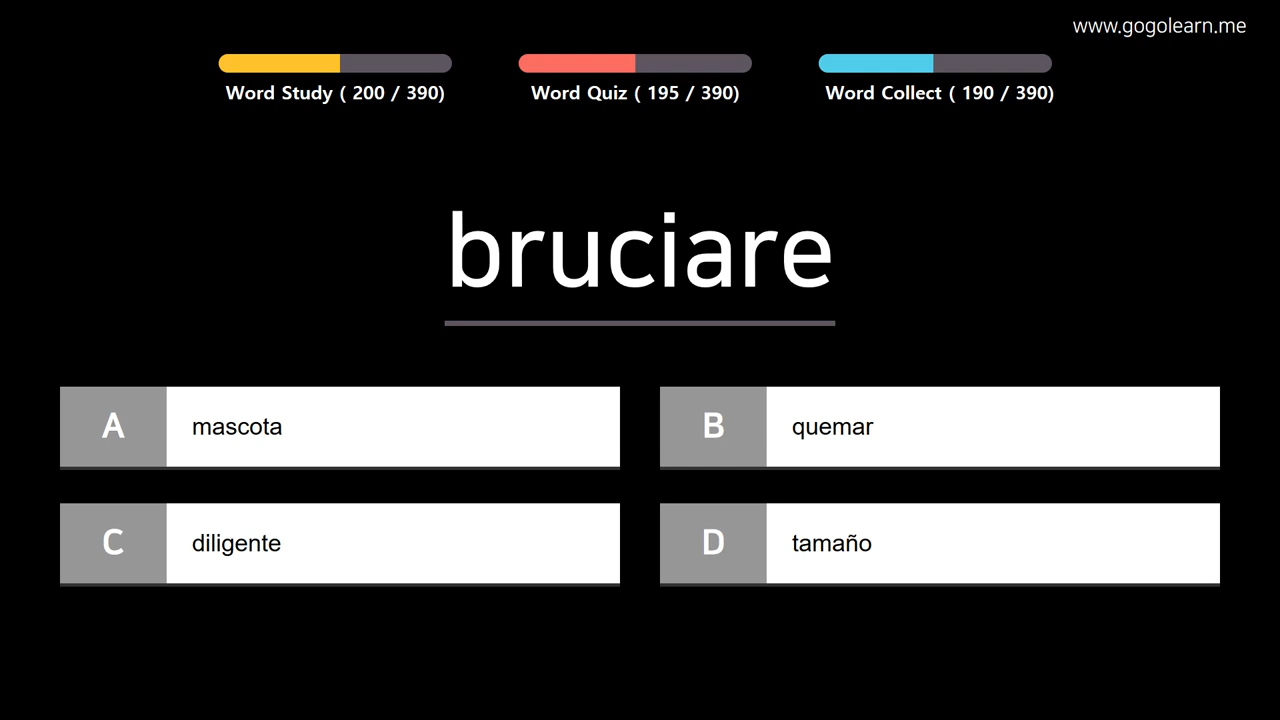 www.gogolearn.me
Word Study ( 200 / 390)
Word Quiz ( 195 / 390)
Word Collect ( 190 / 390)
bruciare
A mascota
B quemar
C diligente
D tamaño